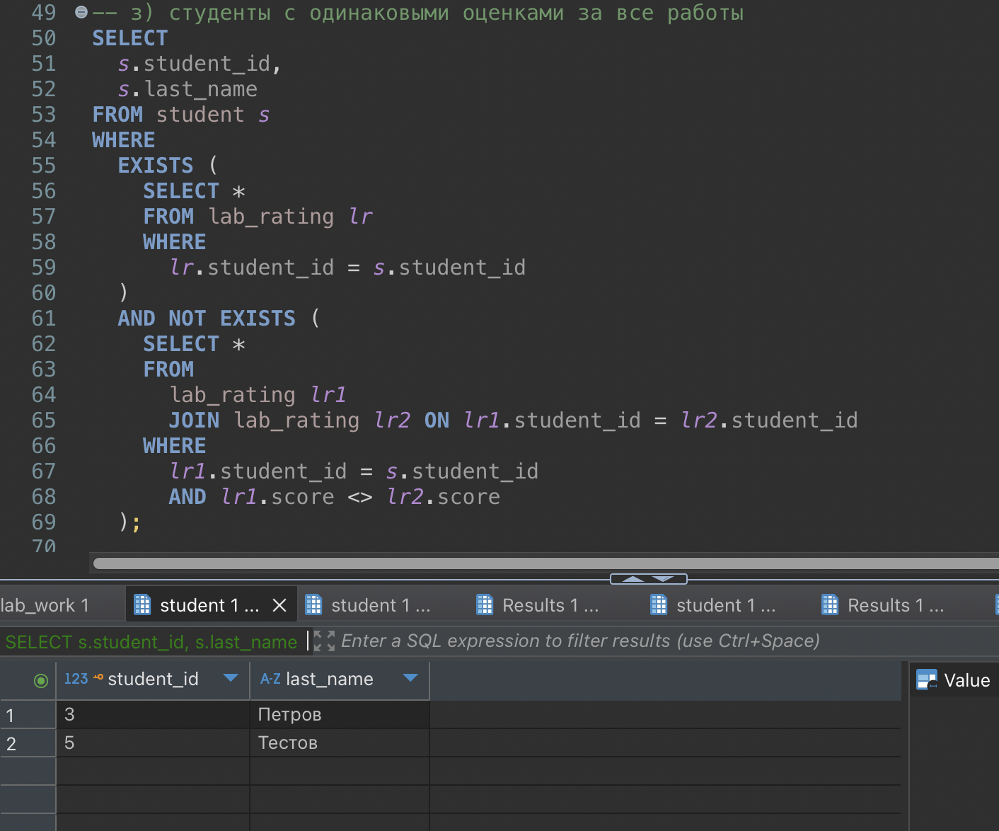 49 -- з) студенты с одинаковыми оценками за все работы
50 SELECT
51 s.student_id,
52 s.last_name
53 FROM student s
54 WHERE
55 EXISTS (
56 SELECT *
57 FROM lab_rating lr
58 WHERE
59 lr.student_id = s.student_id
60 )
61 AND NOT EXISTS (
62 SELECT *
63 FROM
64 lab_rating lr1
65 JOIN lab_rating lr2 ON lr1.student_id = lr2.student_id
66 WHERE
67 lr1.student_id = s.student_id
68 AND lr1.score <> lr2.score
69 );
70
lab_work 1 student 1 ... student 1 ... Results 1 ... student 1 ... Results 1 ...
SELECT s.student_id, s.last_name Enter a SQL expression to filter results (use Ctrl+Space)
123 student_id A-Z last_name Value
1 3 Петров
2 5 Тестов